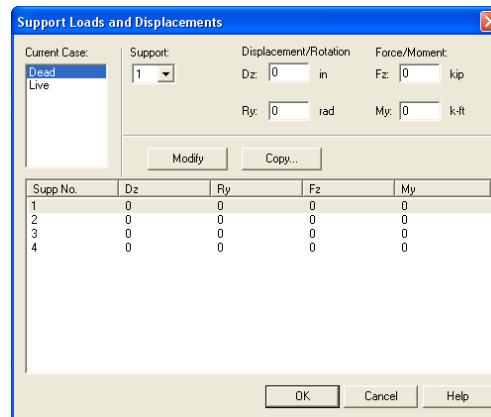 Support Loads and Displacements
Current Case:
Dead
Live
Support:
1
Displacement/Rotation
Dz: 0 in
Ry: 0 rad
Force/Moment:
Fz: 0 kip
My: 0 k-ft
Modify Copy...
Supp No. Dz Ry Fz My
1 0 0 0 0
2 0 0 0 0
3 0 0 0 0
4 0 0 0 0
OK Cancel Help